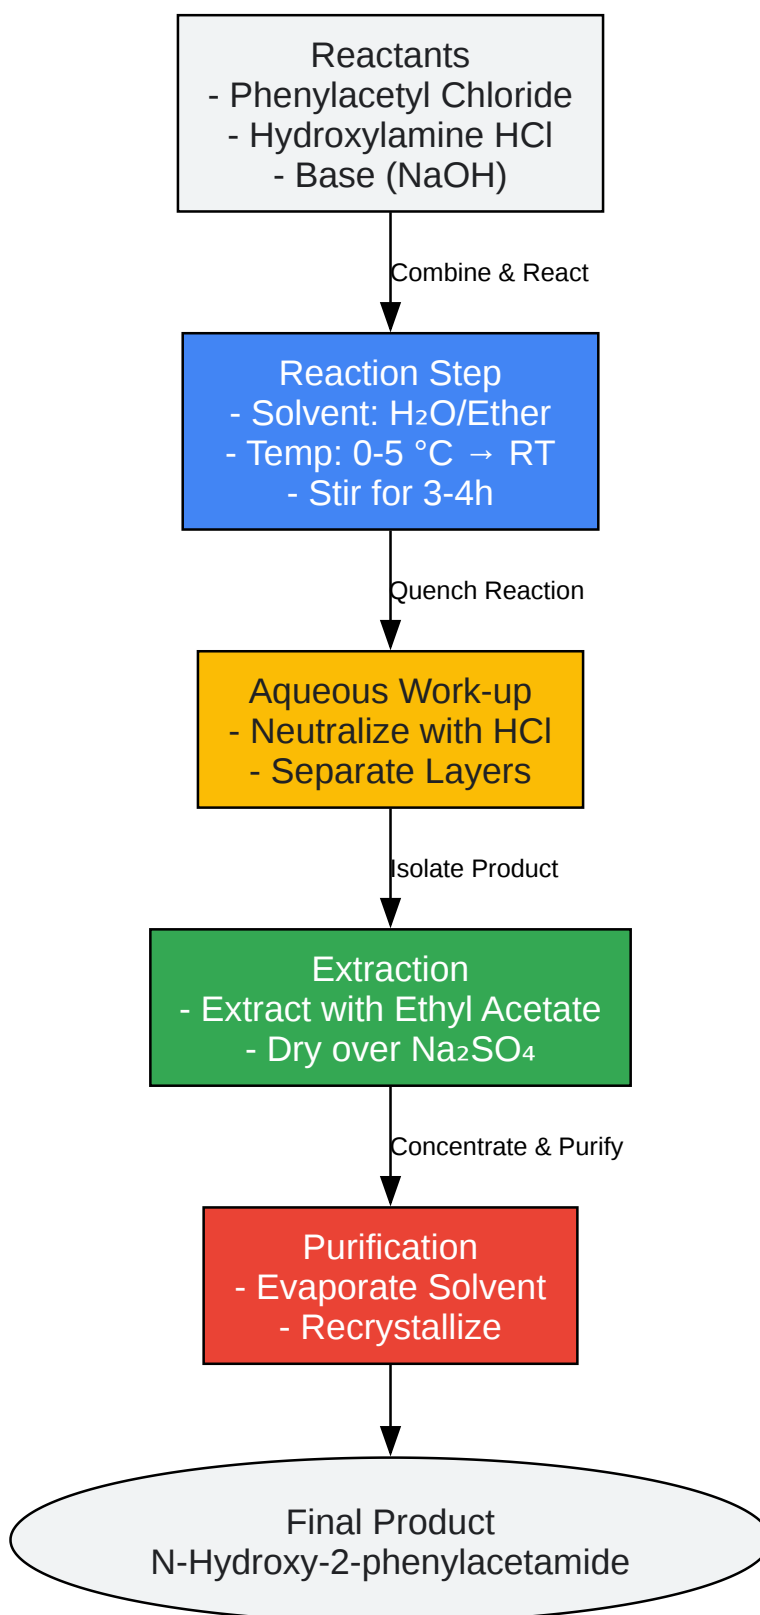 Reactants
- Phenylacetyl Chloride
- Hydroxylamine HCl
- Base (NaOH)
Combine & React
Reaction Step
- Solvent: H₂O/Ether
- Temp: 0-5 °C → RT
- Stir for 3-4h
Quench Reaction
Aqueous Work-up
- Neutralize with HCl
- Separate Layers
Isolate Product
Extraction
- Extract with Ethyl Acetate
- Dry over Na₂SO₄
Concentrate & Purify
Purification
- Evaporate Solvent
- Recrystallize
Final Product
N-Hydroxy-2-phenylacetamide